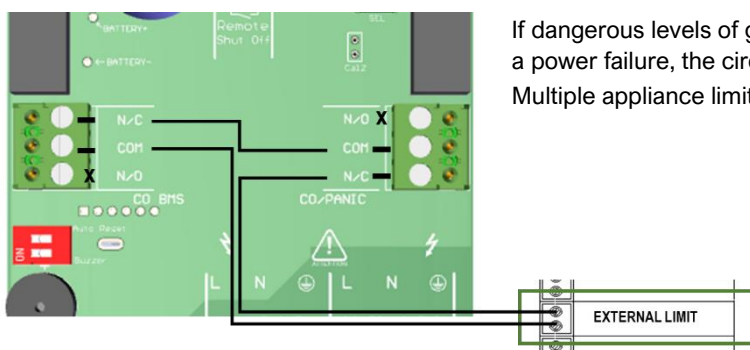 If dangerous levels of g
a power failure, the circ
Multiple appliance limit
BATTERY+
Remote
Shut Off
SEL
←-BATTERY-
Cal2
N/C
COM
X N/O
CO BMS
N/O X
COM
N/C
CO/PANIC
Auto Reset
Buzzer
ON
ATTENTION
L N L N
EXTERNAL LIMIT